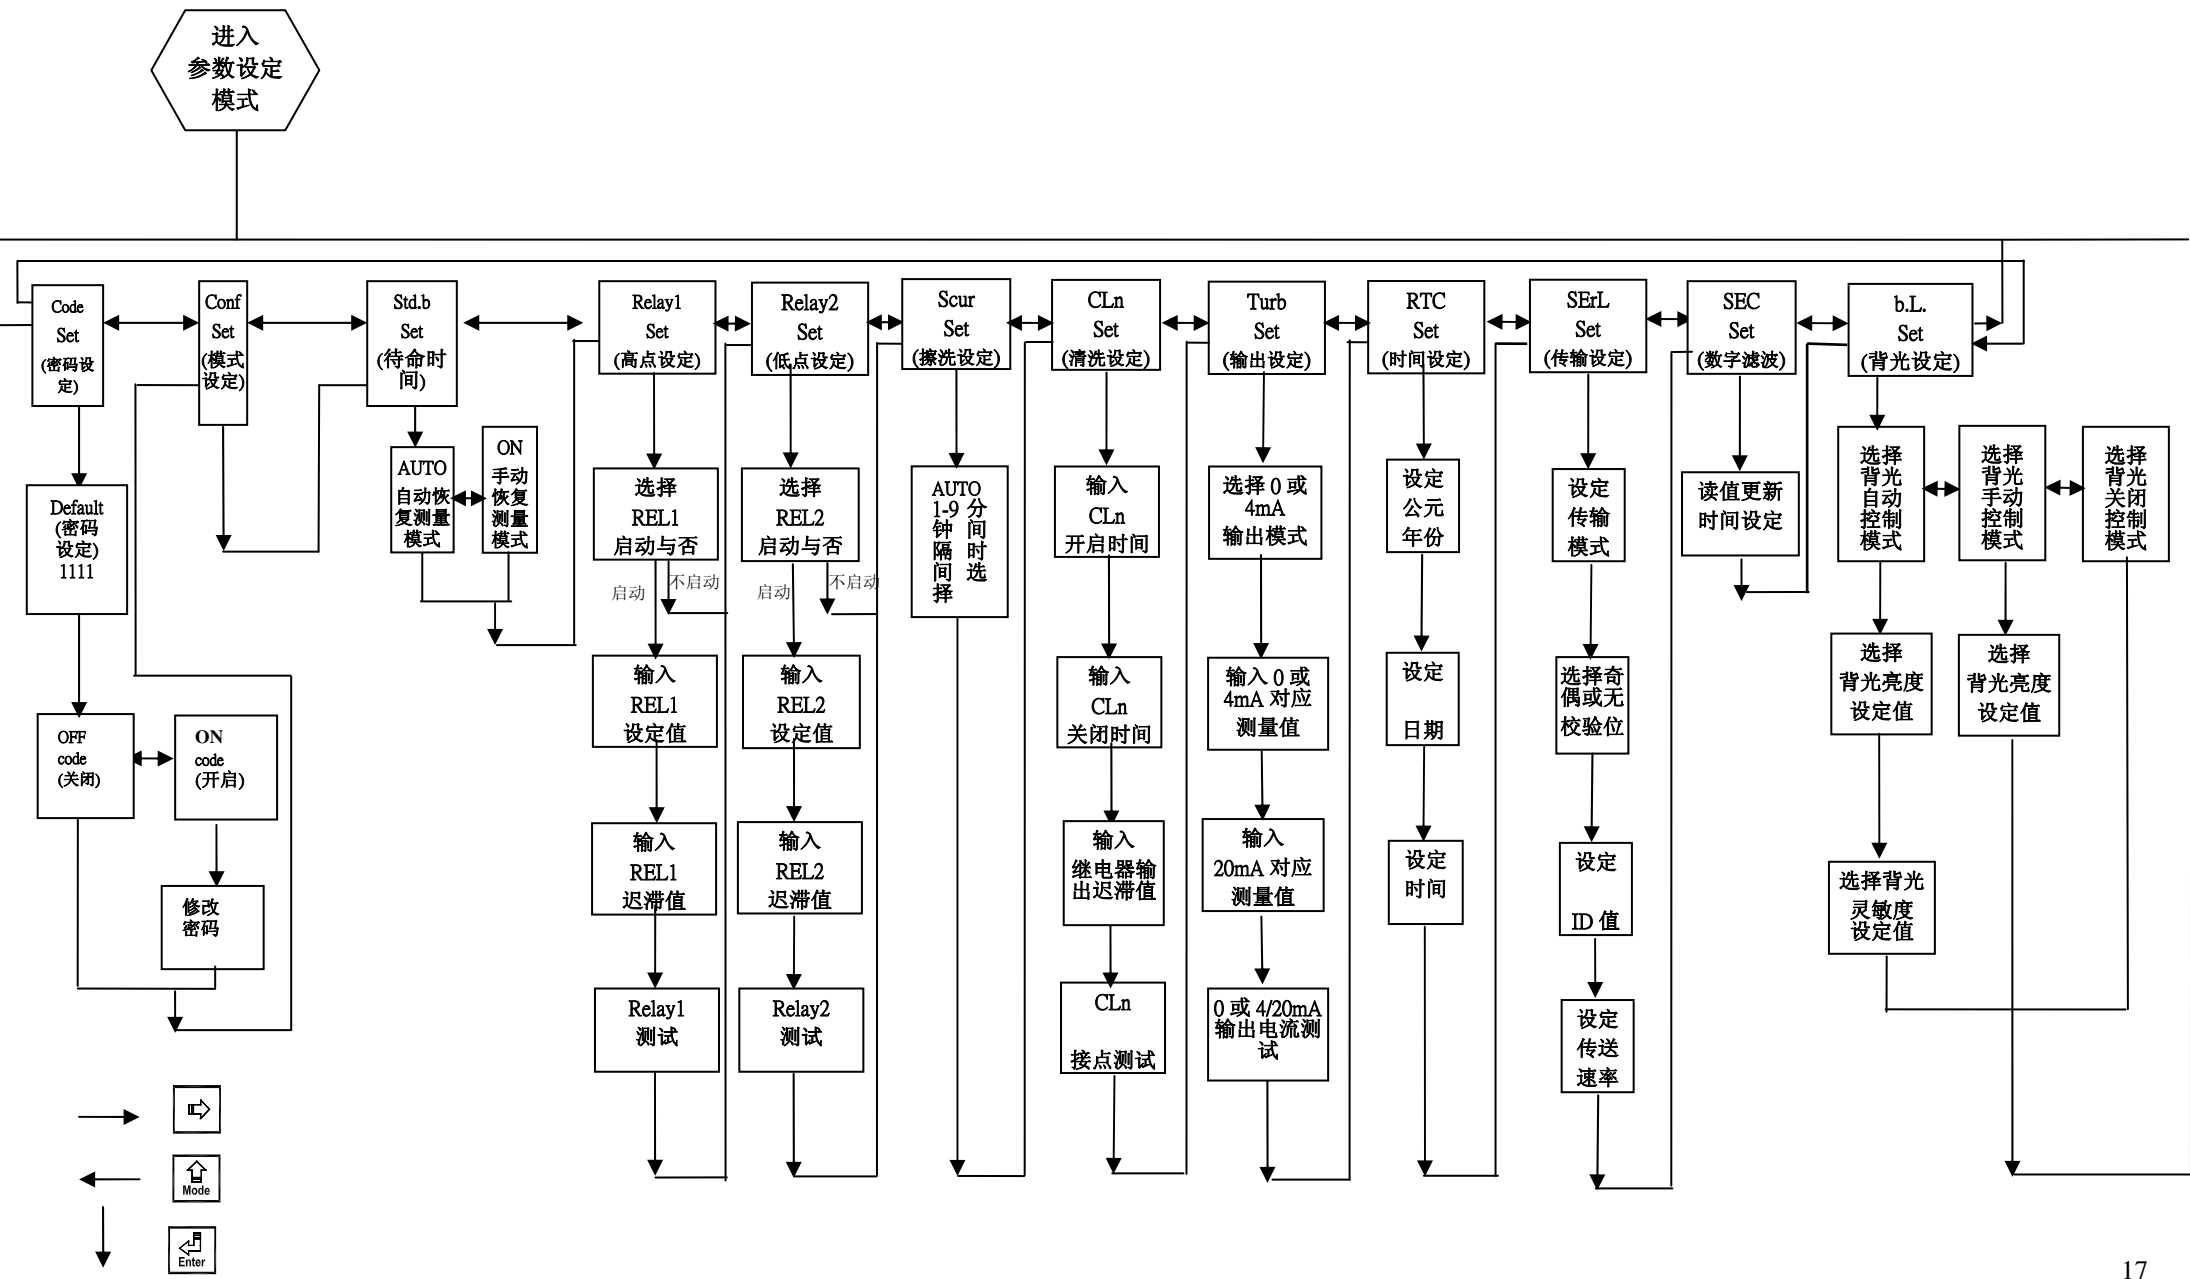 进入
参数设定
模式
Code
Set
(密码设
定)
Conf
Set
(模式
设定)
Std.b
Set
(待命时
间)
Relay1
Set
(高点设定)
Relay2
Set
(低点设定)
Scur
Set
(擦洗设定)
CLn
Set
(清洗设定)
Turb
Set
(输出设定)
RTC
Set
(时间设定)
SErL
Set
(传输设定)
SEC
Set
(数字滤波)
b.L.
Set
(背光设定)
Default
(密码
设定)
1111
AUTO
自动恢
复测量
模式
ON
手动
恢复
测量
模式
选择
REL1
启动与否
选择
REL2
启动与否
AUTO
1-9 分
钟 间
隔 时
间 选
择
输入
CLn
开启时间
选择 0 或
4mA
输出模式
设定
公元
年份
设定
传输
模式
读值更新
时间设定
选择
背光
自动
控制
模式
选择
背光
手动
控制
模式
选择
背光
关闭
控制
模式
启动
不启动
启动
不启动
OFF
code
(关闭)
ON
code
(开启)
输入
REL1
设定值
输入
REL2
设定值
输入
CLn
关闭时间
输入 0 或
4mA 对应
测量值
设定
日期
选择奇
偶或无
校验位
选择
背光亮度
设定值
选择
背光亮度
设定值
修改
密码
输入
REL1
迟滞值
输入
REL2
迟滞值
输入
继电器输
出迟滞值
输入
20mA 对应
测量值
设定
时间
设定
ID 值
选择背光
灵敏度
设定值
Relay1
测试
Relay2
测试
CLn
接点测试
0 或 4/20mA
输出电流测
试
设定
传送
速率
Mode
Enter
17